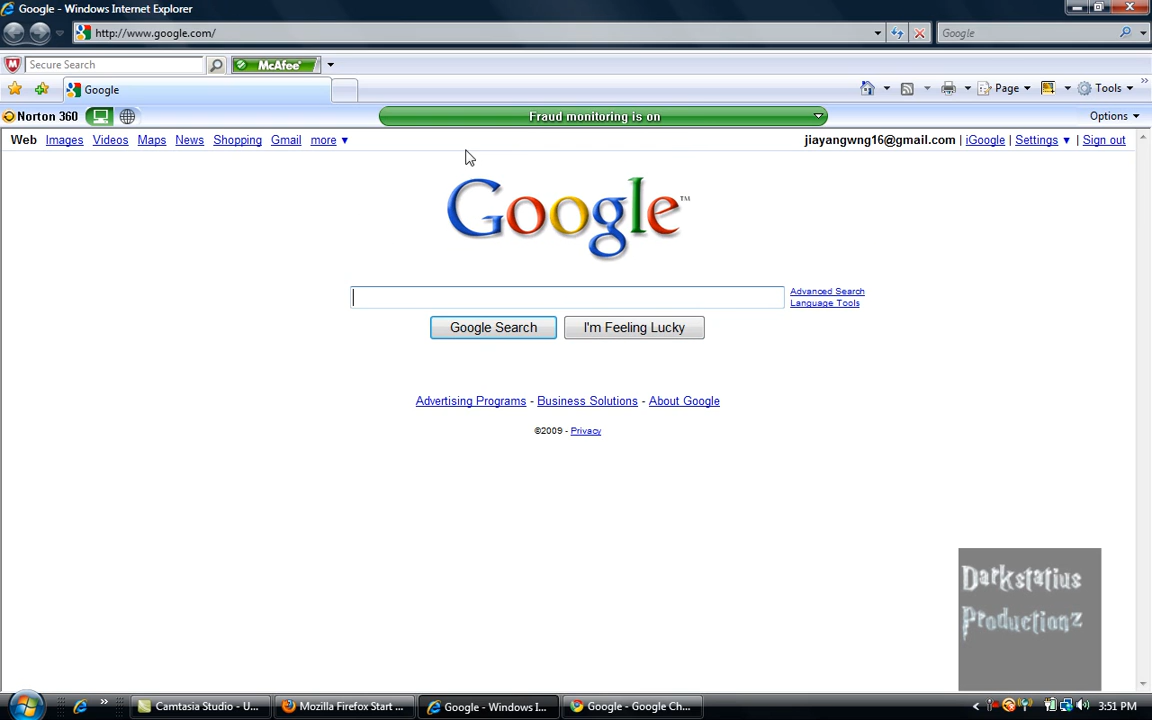 Google - Windows Internet Explorer
http://www.google.com/
Google
Secure Search
McAfee
Google
Page
Tools
Norton 360
Fraud monitoring is on
Options
Web Images Videos Maps News Shopping Gmail more ▼
jiayangwng16@gmail.com | iGoogle | Settings ▼ | Sign out
Google™
Advanced Search
Language Tools
Google Search
I'm Feeling Lucky
Advertising Programs - Business Solutions - About Google
©2009 - Privacy
Darkstatius
Productionz
Camtasia Studio - U...
Mozilla Firefox Start ...
Google - Windows I...
Google - Google Ch...
3:51 PM